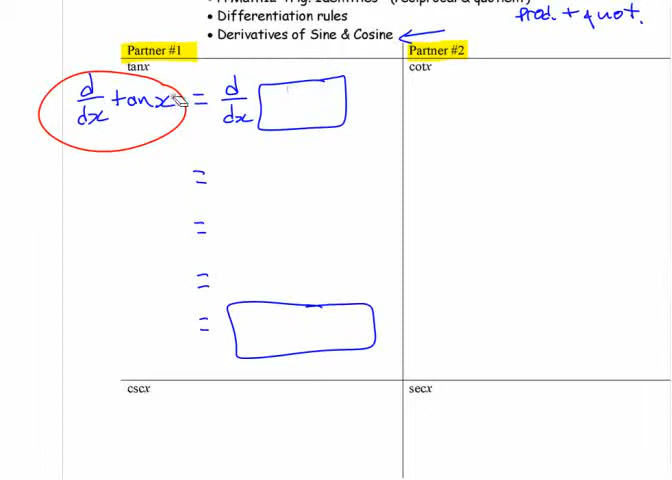 • Differentiation rules
prod. + quot.
• Derivatives of Sine & Cosine
Partner #1
Partner #2
tanx
cotx
d/dx tanx = d/dx
=
=
=
=
cscx
secx